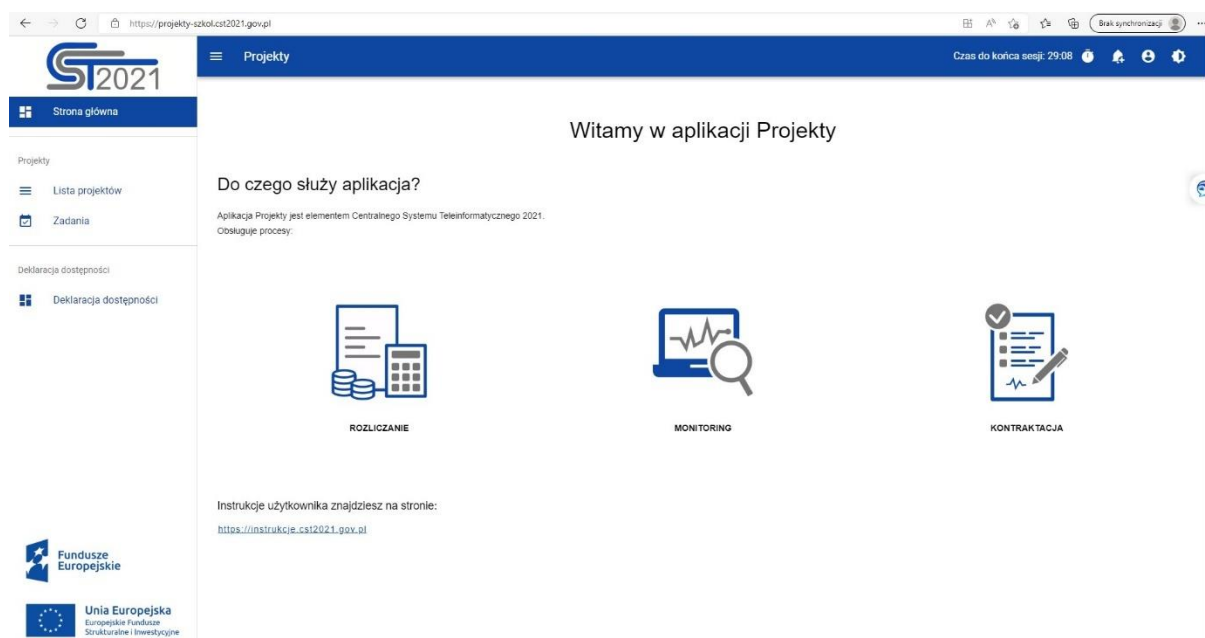 https://projekty-szkol.cst2021.gov.pl
Brak synchronizacji
ST2021
Projekty
Czas do końca sesji: 29:08
Strona główna
Projekty
Lista projektów
Zadania
Deklaracja dostępności
Deklaracja dostępności
Witamy w aplikacji Projekty
Do czego służy aplikacja?
Aplikacja Projekty jest elementem Centralnego Systemu Teleinformatycznego 2021.
Obsługuje procesy:
ROZLICZANIE
MONITORING
KONTRAKTACJA
Instrukcje użytkownika znajdziesz na stronie:
https://instrukcje.cst2021.gov.pl
Fundusze
Europejskie
Unia Europejska
Europejskie Fundusze
Strukturalne i Inwestycyjne